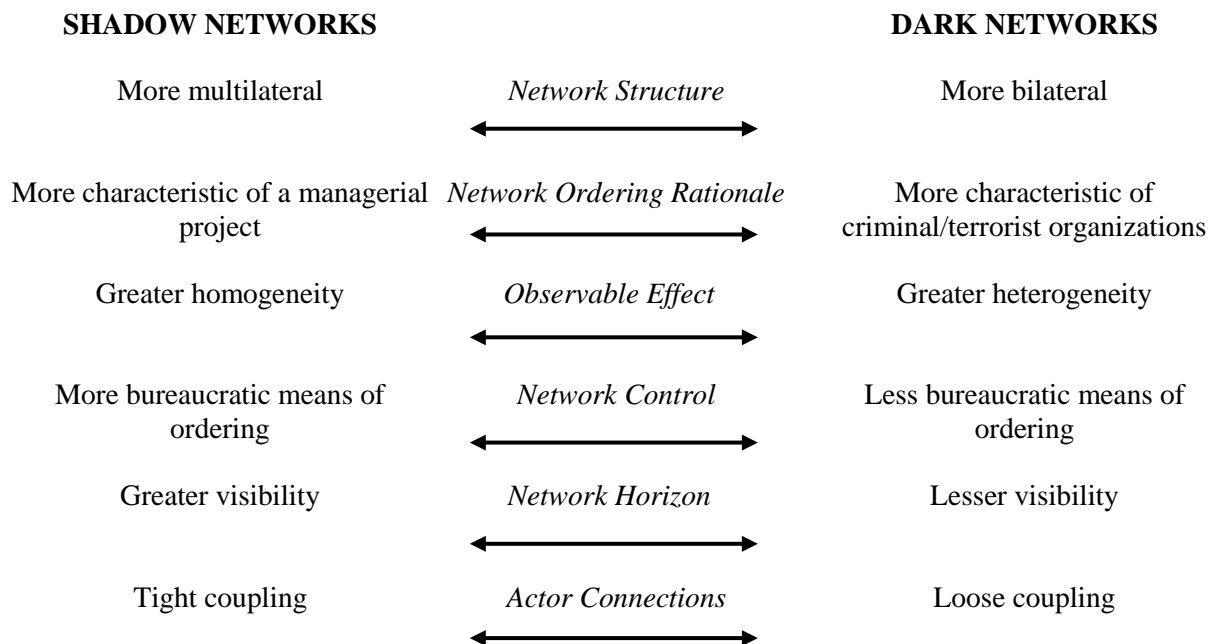 SHADOW NETWORKS DARK NETWORKS
More multilateral Network Structure More bilateral
More characteristic of a managerial Network Ordering Rationale More characteristic of
project criminal/terrorist organizations
Greater homogeneity Observable Effect Greater heterogeneity
More bureaucratic means of Network Control Less bureaucratic means of
ordering ordering
Greater visibility Network Horizon Lesser visibility
Tight coupling Actor Connections Loose coupling